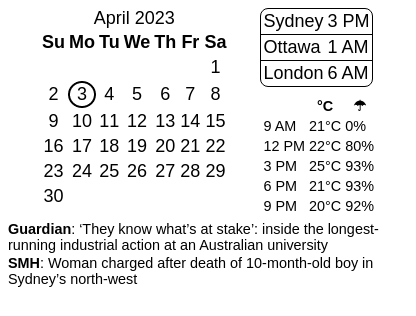 April 2023
Su Mo Tu We Th Fr Sa
1
2 3 4 5 6 7 8
9 10 11 12 13 14 15
16 17 18 19 20 21 22
23 24 25 26 27 28 29
30
Sydney 3 PM
Ottawa 1 AM
London 6 AM
°C ☂
9 AM 21°C 0%
12 PM 22°C 80%
3 PM 25°C 93%
6 PM 21°C 93%
9 PM 20°C 92%
Guardian: ‘They know what’s at stake’: inside the longest-
running industrial action at an Australian university
SMH: Woman charged after death of 10-month-old boy in
Sydney’s north-west